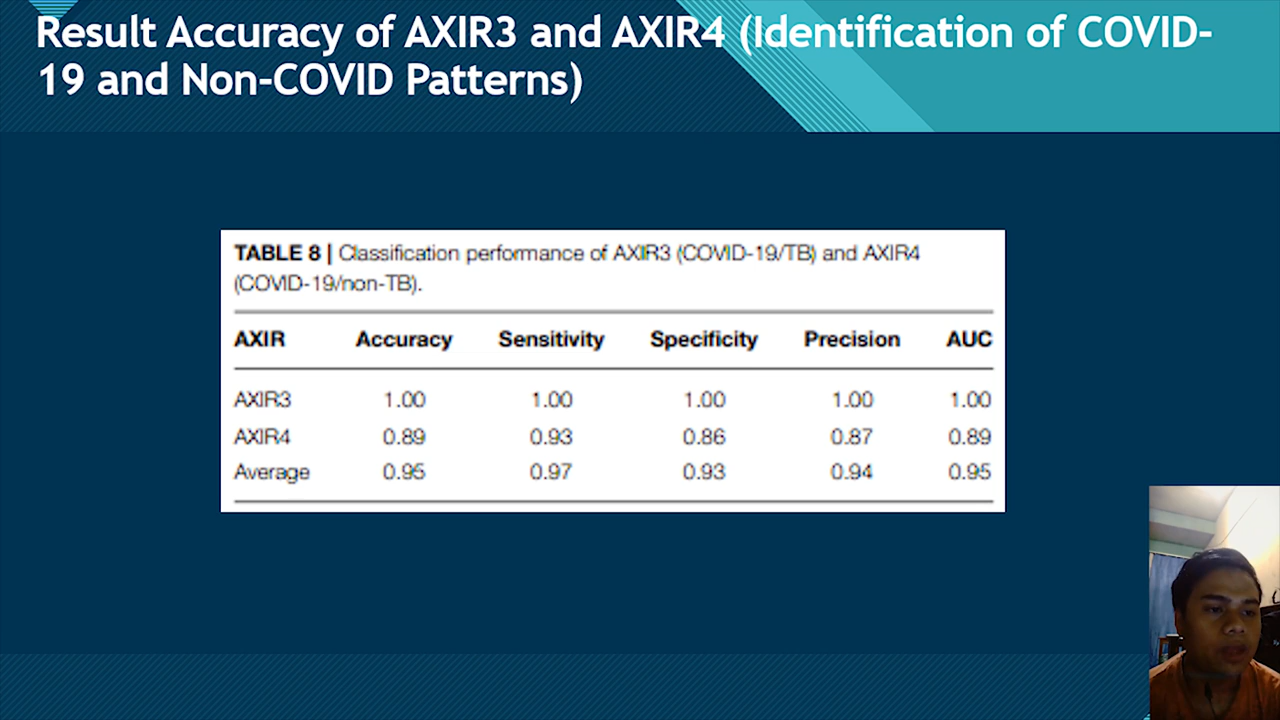 Result Accuracy of AXIR3 and AXIR4 (Identification of COVID-
19 and Non-COVID Patterns)
TABLE 8 | Classification performance of AXIR3 (COVID-19/TB) and AXIR4
(COVID-19/non-TB).
AXIR Accuracy Sensitivity Specificity Precision AUC
AXIR3 1.00 1.00 1.00 1.00 1.00
AXIR4 0.89 0.93 0.86 0.87 0.89
Average 0.95 0.97 0.93 0.94 0.95